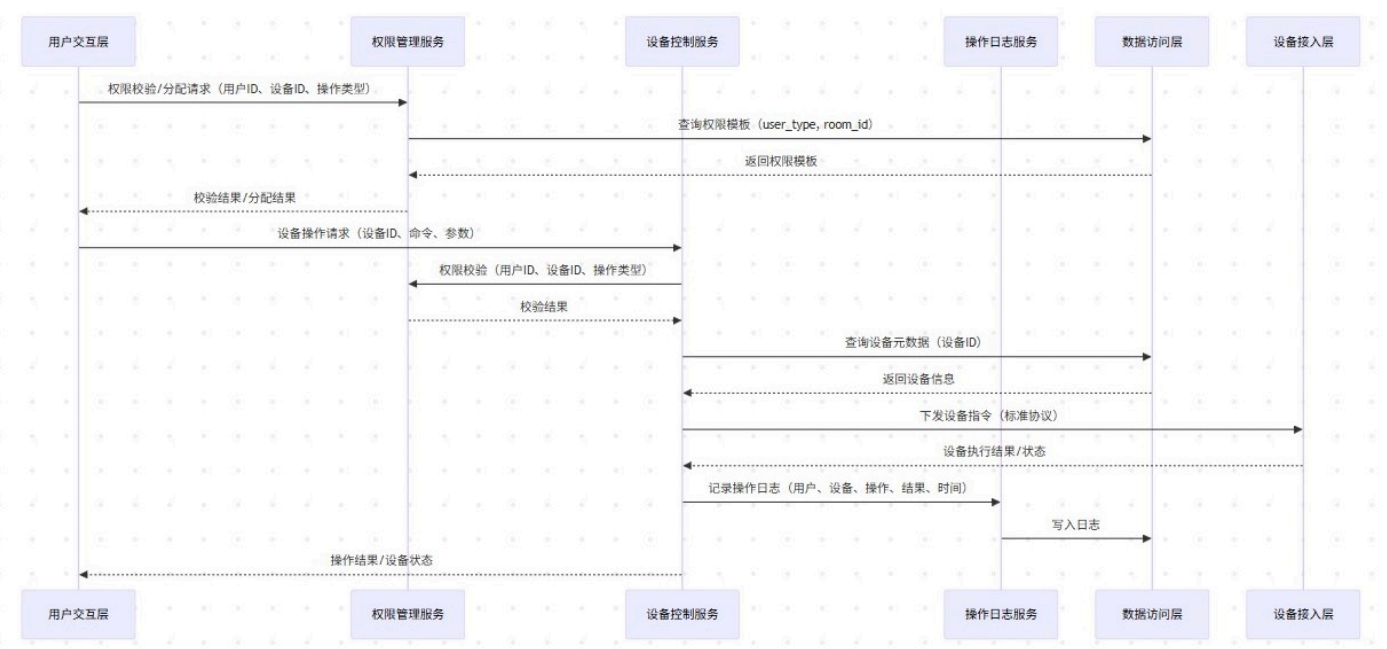 用户交互层
权限管理服务
设备控制服务
操作日志服务
数据访问层
设备接入层
权限校验/分配请求（用户ID、设备ID、操作类型）
查询权限模板（user_type, room_id）
返回权限模板
校验结果/分配结果
设备操作请求（设备ID、命令、参数）
权限校验（用户ID、设备ID、操作类型）
校验结果
查询设备元数据（设备ID）
返回设备信息
下发设备指令（标准协议）
设备执行结果/状态
记录操作日志（用户、设备、操作、结果、时间）
写入日志
操作结果/设备状态
用户交互层
权限管理服务
设备控制服务
操作日志服务
数据访问层
设备接入层